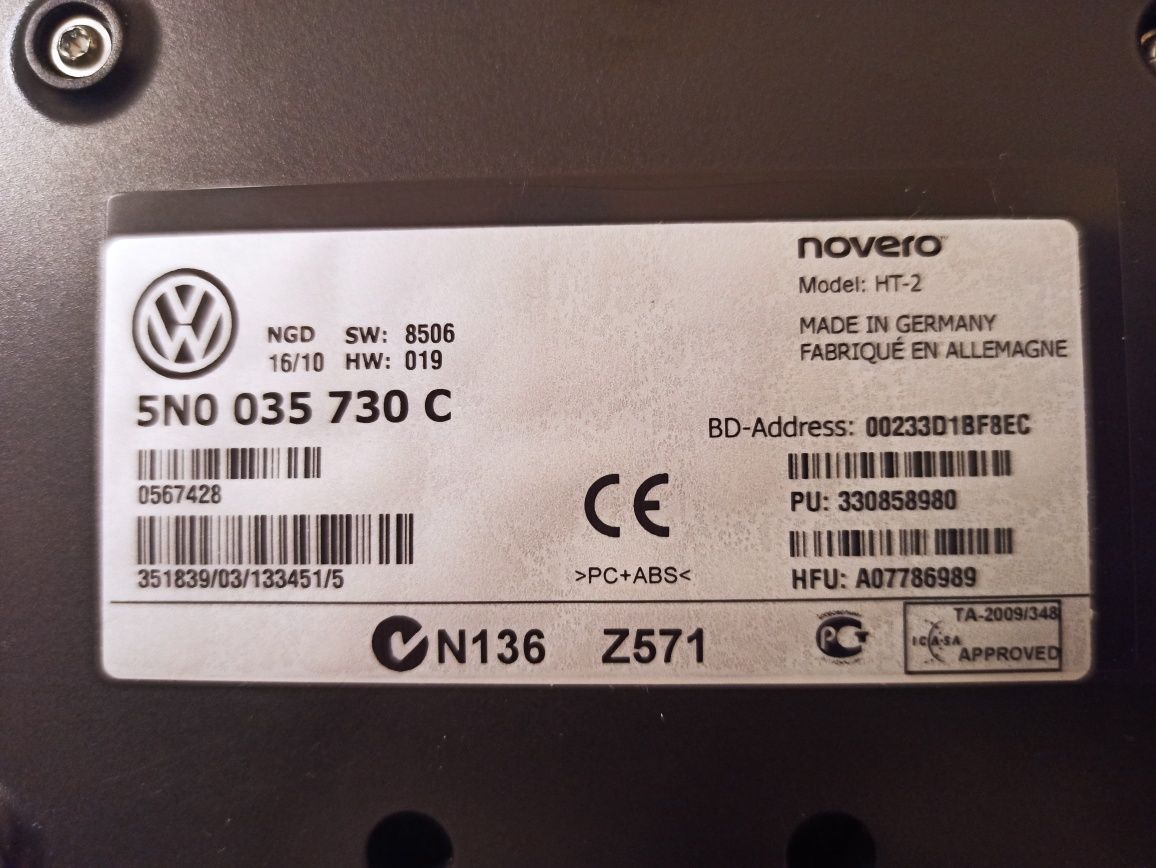 novero
Model: HT-2
MADE IN GERMANY
FABRIQUÉ EN ALLEMAGNE
NGD SW: 8506
16/10 HW: 019
5N0 035 730 C
0567428
351839/03/133451/5
CE
>PC+ABS<
BD-Address: 00233D1BF8EC
PU: 330858980
HFU: A07786989
N136 Z571
TA-2009/348
ICASA
APPROVED